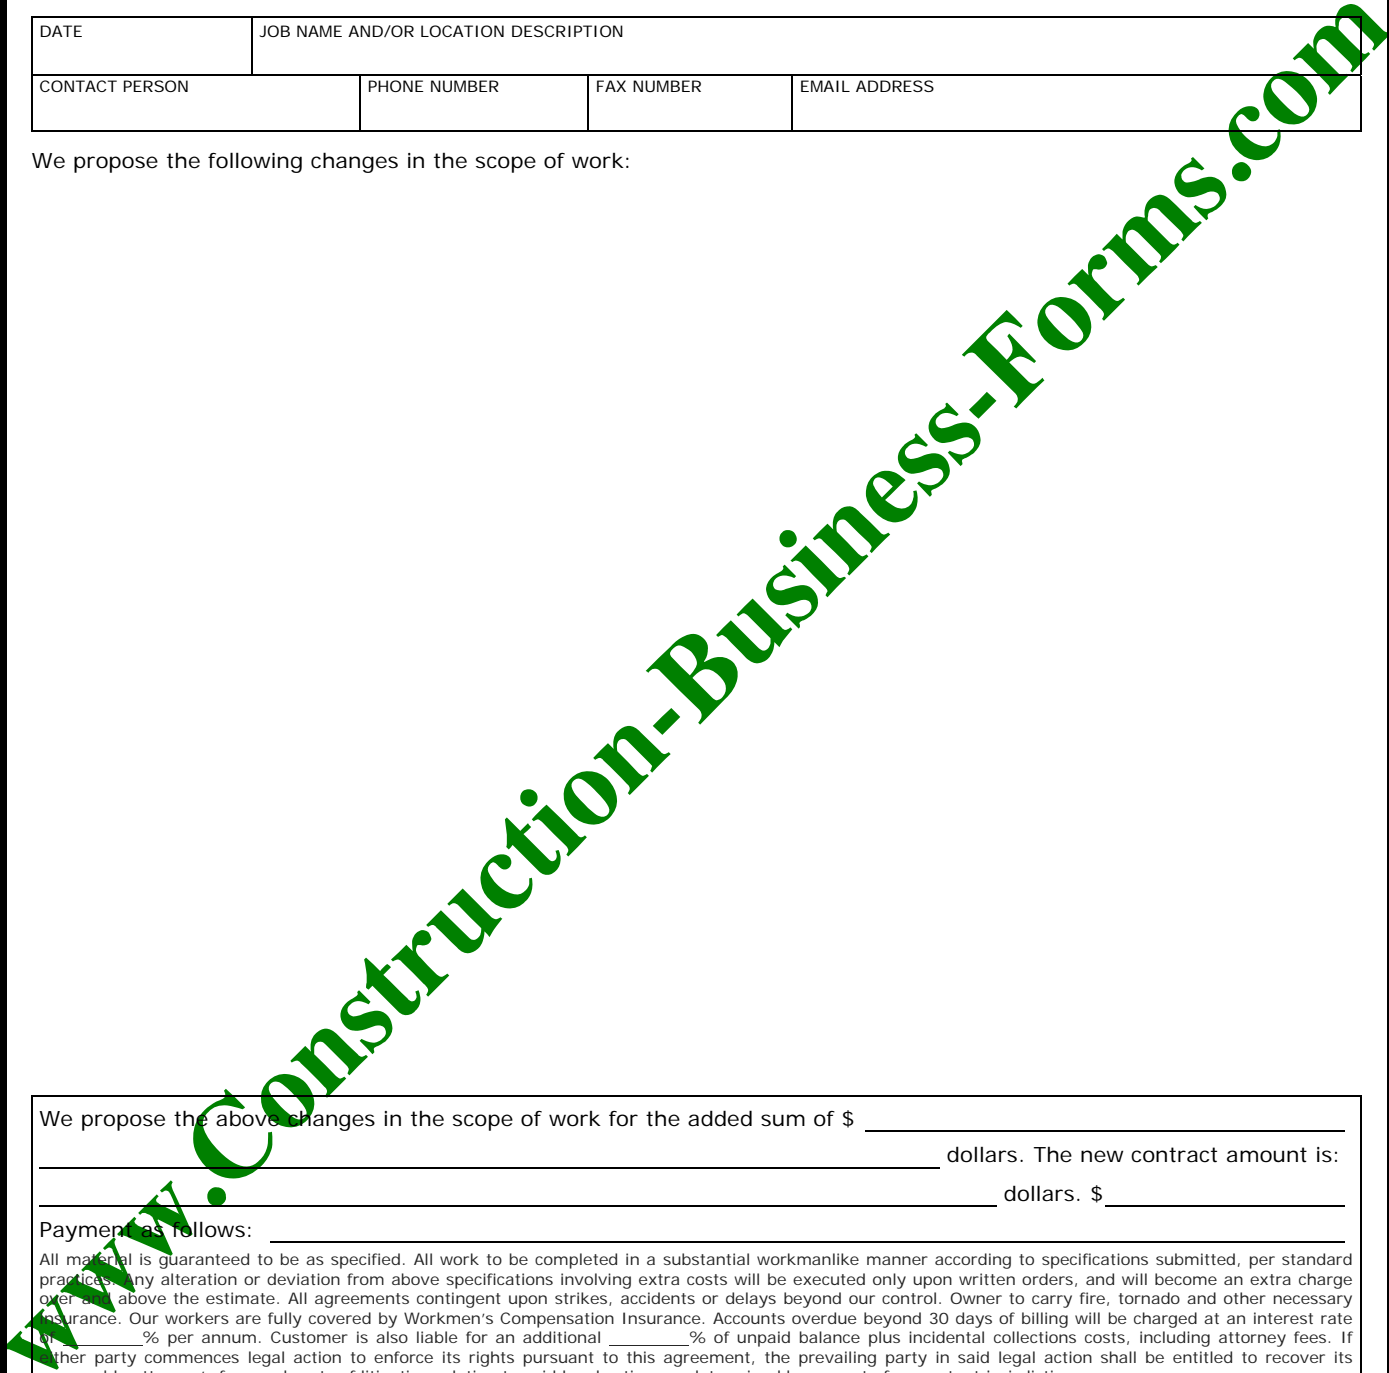 DATE
JOB NAME AND/OR LOCATION DESCRIPTION
CONTACT PERSON
PHONE NUMBER
FAX NUMBER
EMAIL ADDRESS
We propose the following changes in the scope of work:
www.Construction-Business-Forms.com
We propose the above changes in the scope of work for the added sum of $
dollars. The new contract amount is:
dollars. $
Payment as follows:
All material is guaranteed to be as specified. All work to be completed in a substantial workmenlike manner according to specifications submitted, per standard
practices. Any alteration or deviation from above specifications involving extra costs will be executed only upon written orders, and will become an extra charge
over and above the estimate. All agreements contingent upon strikes, accidents or delays beyond our control. Owner to carry fire, tornado and other necessary
insurance. Our workers are fully covered by Workmen's Compensation Insurance. Accounts overdue beyond 30 days of billing will be charged at an interest rate
of ________% per annum. Customer is also liable for an additional ________% of unpaid balance plus incidental collections costs, including attorney fees. If
either party commences legal action to enforce its rights pursuant to this agreement, the prevailing party in said legal action shall be entitled to recover its